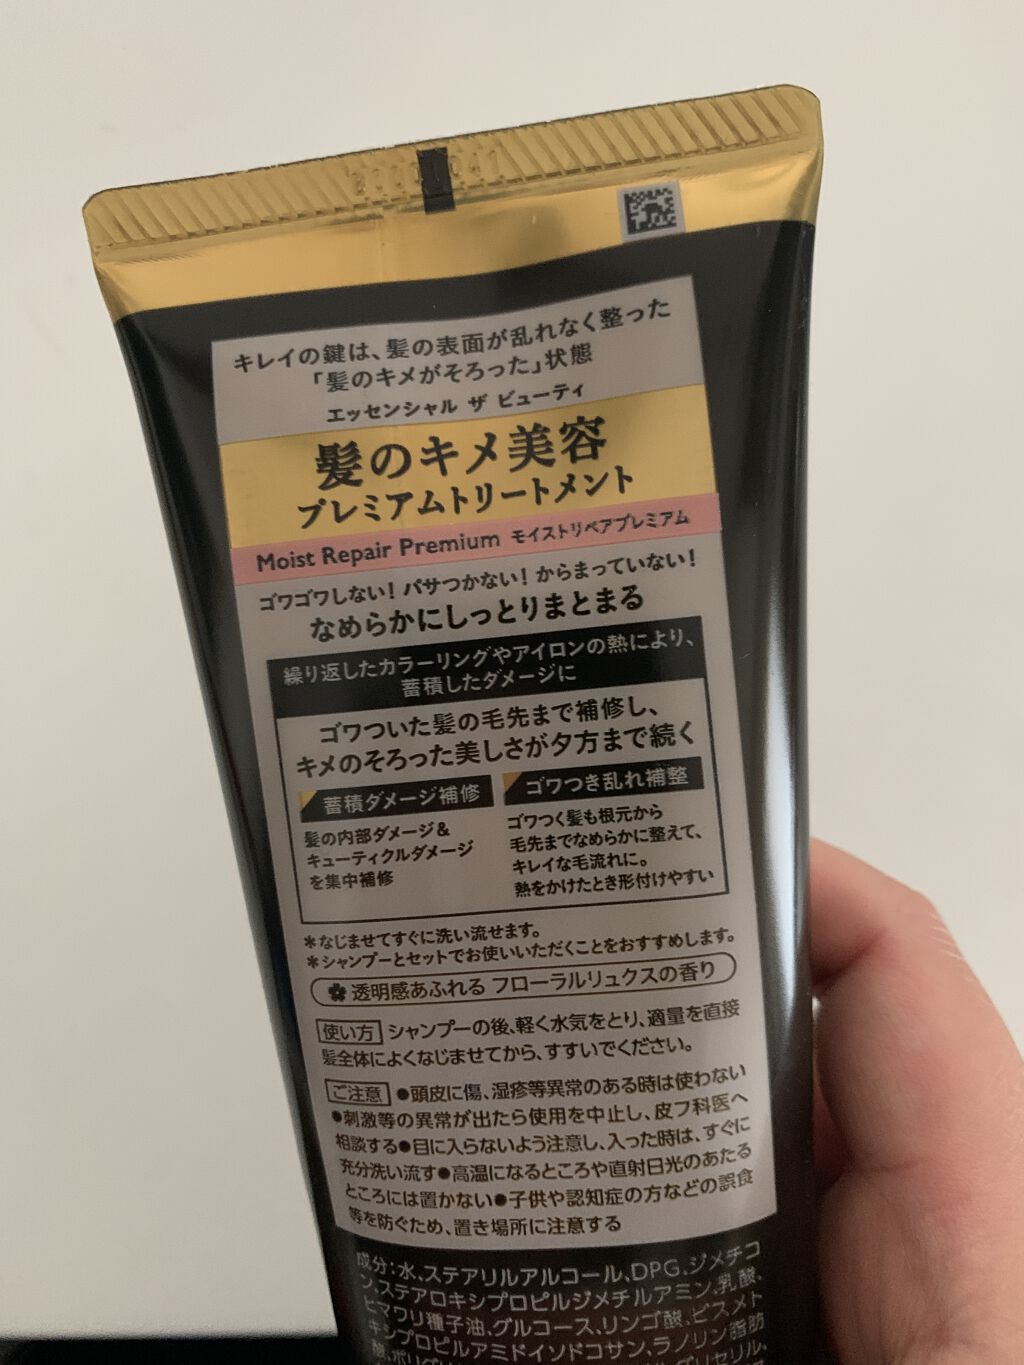 キレイの鍵は、髪の表面が乱れなく整った
「髪のキメがそろった」状態
エッセンシャル ザ ビューティ
髪のキメ美容
プレミアムトリートメント
Moist Repair Premium モイストリペアプレミアム
ゴワゴワしない！パサつかない！からまっていない！
なめらかにしっとりまとまる
繰り返したカラーリングやアイロンの熱により、
蓄積したダメージに
ゴワついた髪の毛先まで補修し、
キメのそろった美しさが夕方まで続く
蓄積ダメージ補修
髪の内部ダメージ＆
キューティクルダメージ
を集中補修
ゴワつき乱れ補整
ゴワつく髪も根元から
毛先までなめらかに整えて、
キレイな毛流れに。
熱をかけたとき形付けやすい
＊なじませてすぐに洗い流せます。
＊シャンプーとセットでお使いいただくことをおすすめします。
透明感あふれる フローラルリュクスの香り
使い方 シャンプーの後、軽く水気をとり、適量を直接
髪全体によくなじませてから、すすいでください。
ご注意 ●頭皮に傷、湿疹等異常のある時は使わない
●刺激等の異常が出たら使用を中止し、皮フ科医へ
相談する●目に入らないよう注意し、入った時は、すぐに
充分洗い流す●高温になるところや直射日光のあたる
ところには置かない●子供や認知症の方などの誤食
等を防ぐため、置き場所に注意する
成分：水、ステアリルアルコール、DPG、ジメチコ
ン、ステアロキシプロピルジメチルアミン、乳酸、
ヒマワリ種子油、グルコース、リンゴ酸、ビスメト
キシプロピルアミドイソドコサン、ラノリン脂肪